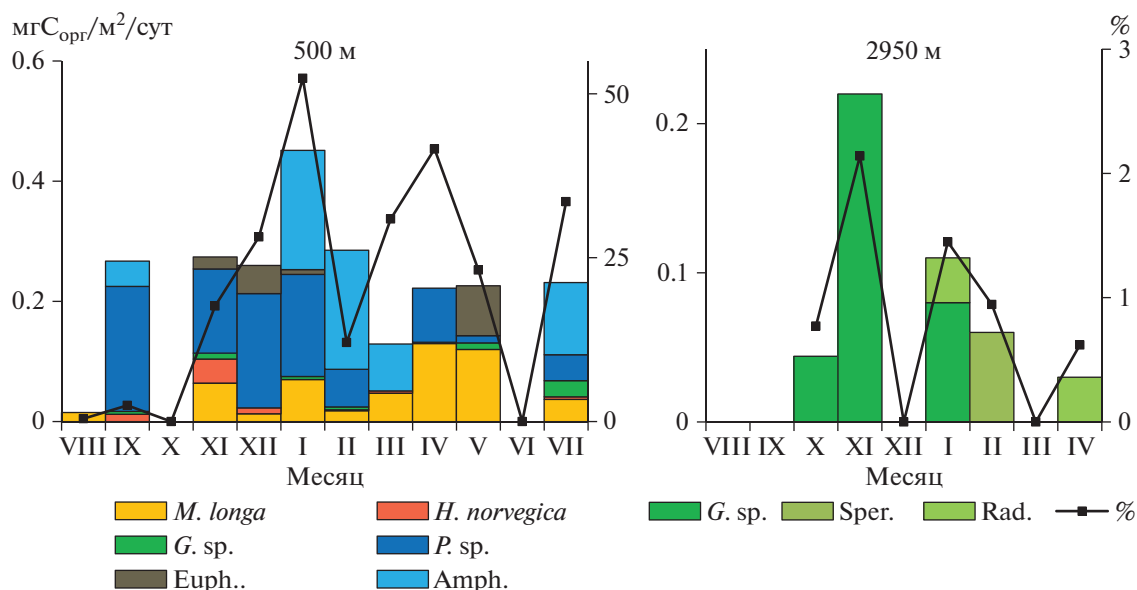 мгCорг/м²/сут
500 м
2950 м
%
0.6
0.4
0.2
0
50
25
0
0.2
0.1
0
3
2
1
0
VIII IX X XI XII I II III IV V VI VII
VIII IX X XI XII I II III IV
Месяц
Месяц
M. longa
H. norvegica
G. sp.
P. sp.
Euph..
Amph.
G. sp. Sper. Rad. %